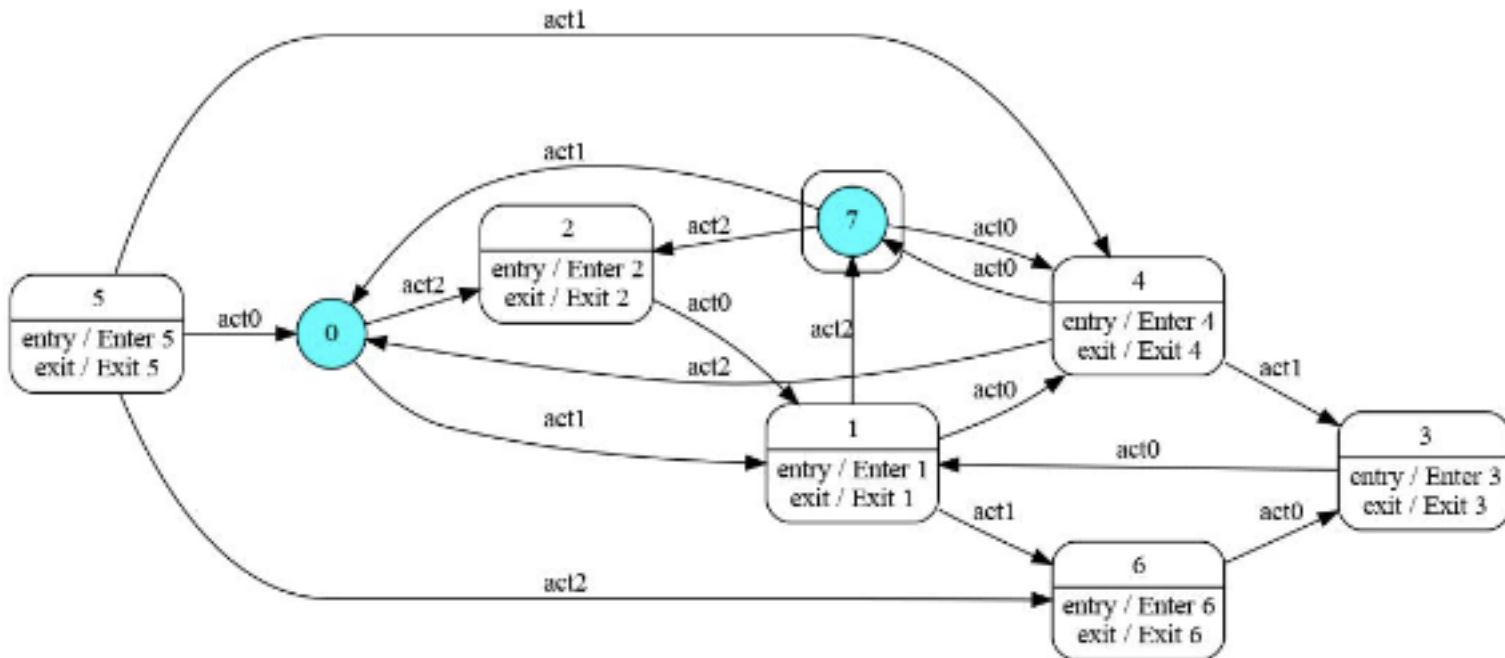 act1
act1
7
act2
act0
act0
2
entry / Enter 2
exit / Exit 2
4
entry / Enter 4
exit / Exit 4
5
entry / Enter 5
exit / Exit 5
act0
0
act2
act0
act2
act2
act0
act1
act1
1
entry / Enter 1
exit / Exit 1
act0
3
entry / Enter 3
exit / Exit 3
act1
act0
6
entry / Enter 6
exit / Exit 6
act2